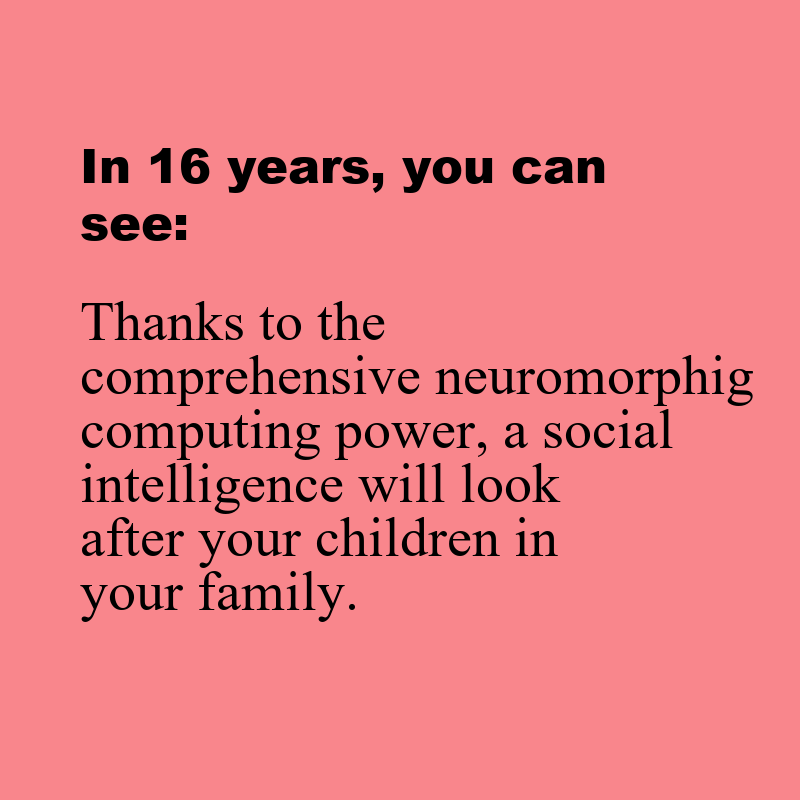 In 16 years, you can
see:
Thanks to the
comprehensive neuromorphig
computing power, a social
intelligence will look
after your children in
your family.